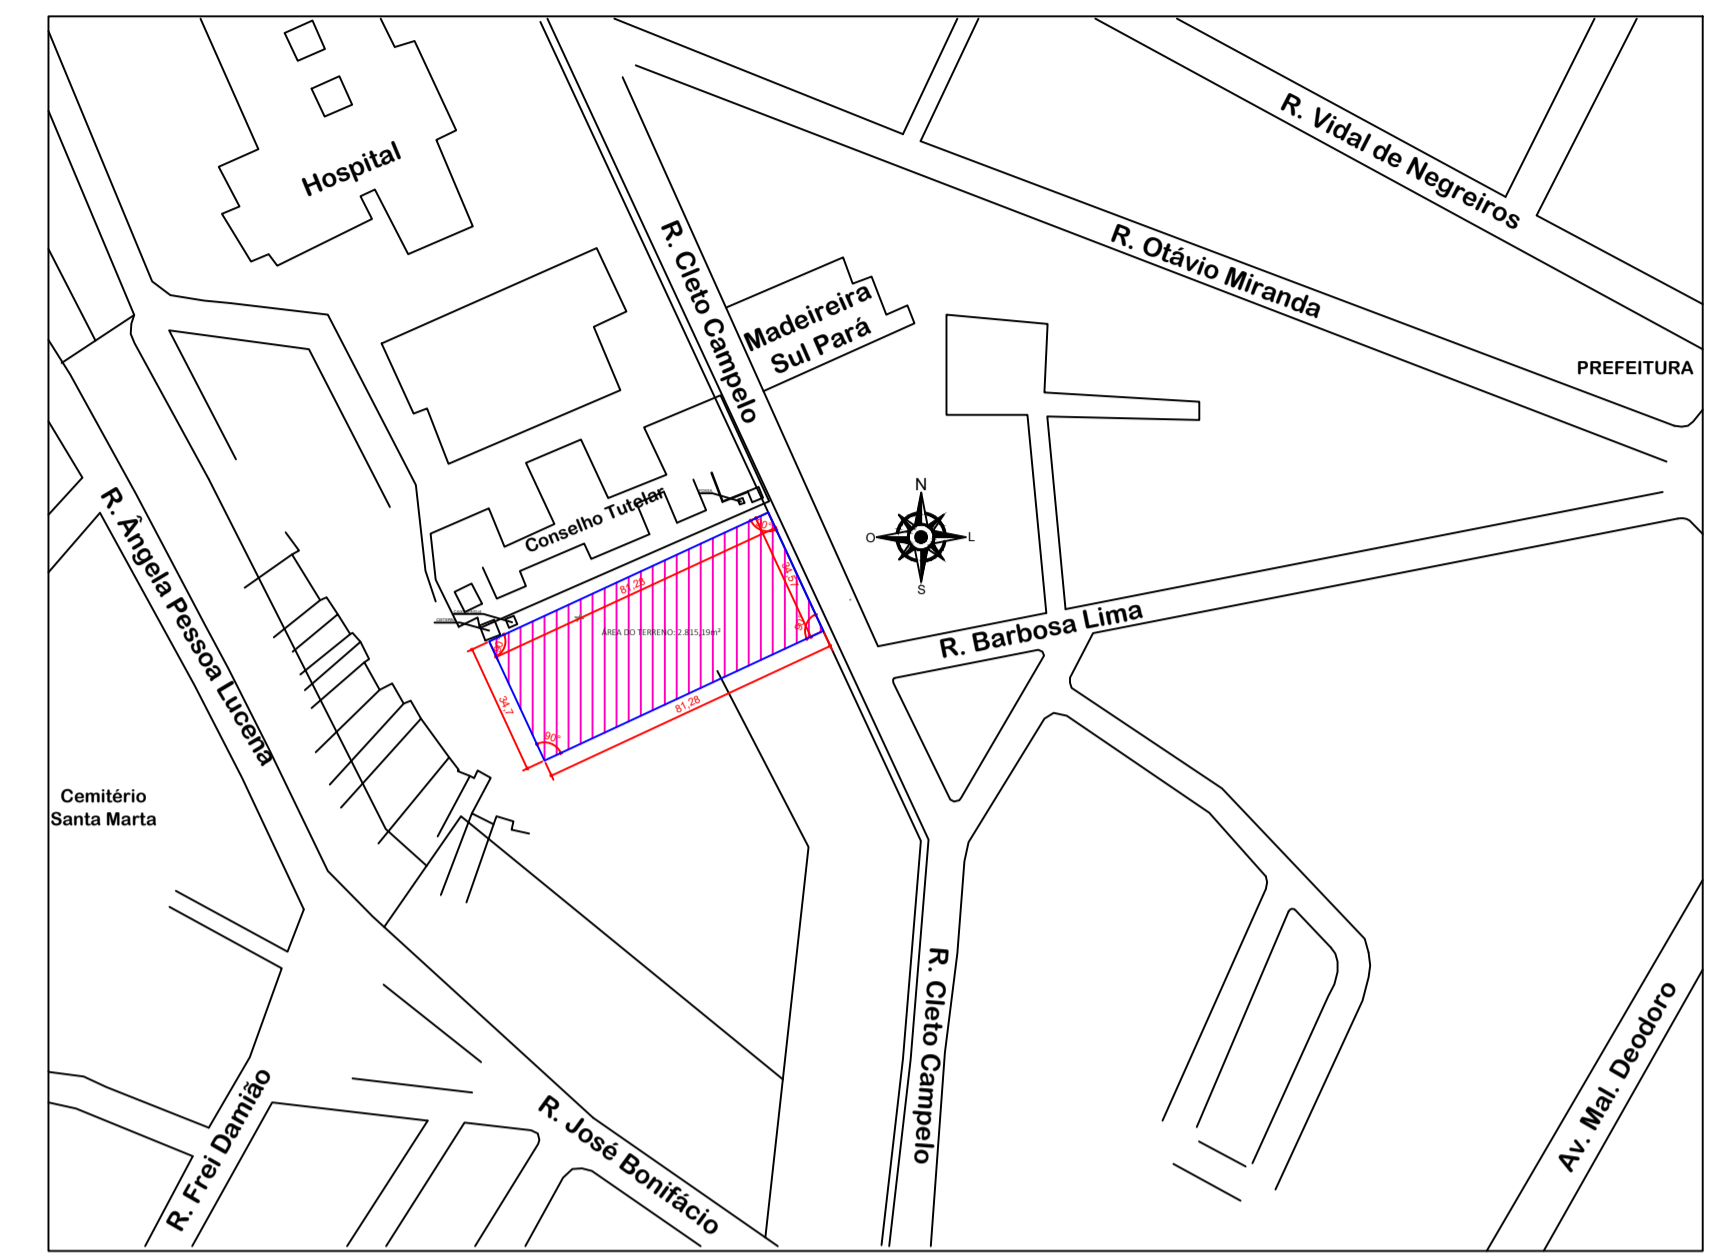 R. Vidal de Negreiros
Hospital
R. Otávio Miranda
R. Cleto Campelo
Madeireira
Sul Pará
PREFEITURA
N
O
L
S
Conselho Tutelar
R. Ângela Pessoa Lucena
81,28
34,57
ÁREA DO TERRENO: 2.815,19m²
R. Barbosa Lima
34,7
81,28
90°
Cemitério
Santa Marta
R. Cleto Campelo
Av. Mal. Deodoro
R. Frei Damião
R. José Bonifácio